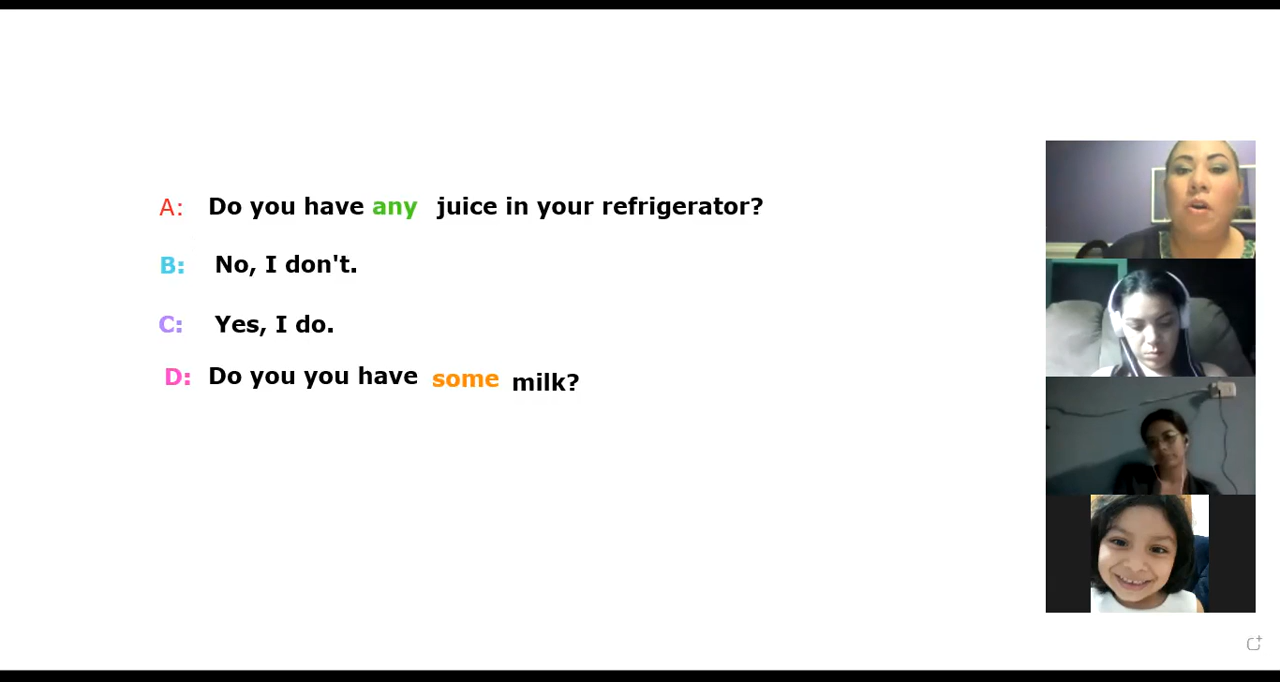 A: Do you have any juice in your refrigerator?
B: No, I don't.
C: Yes, I do.
D: Do you you have some milk?